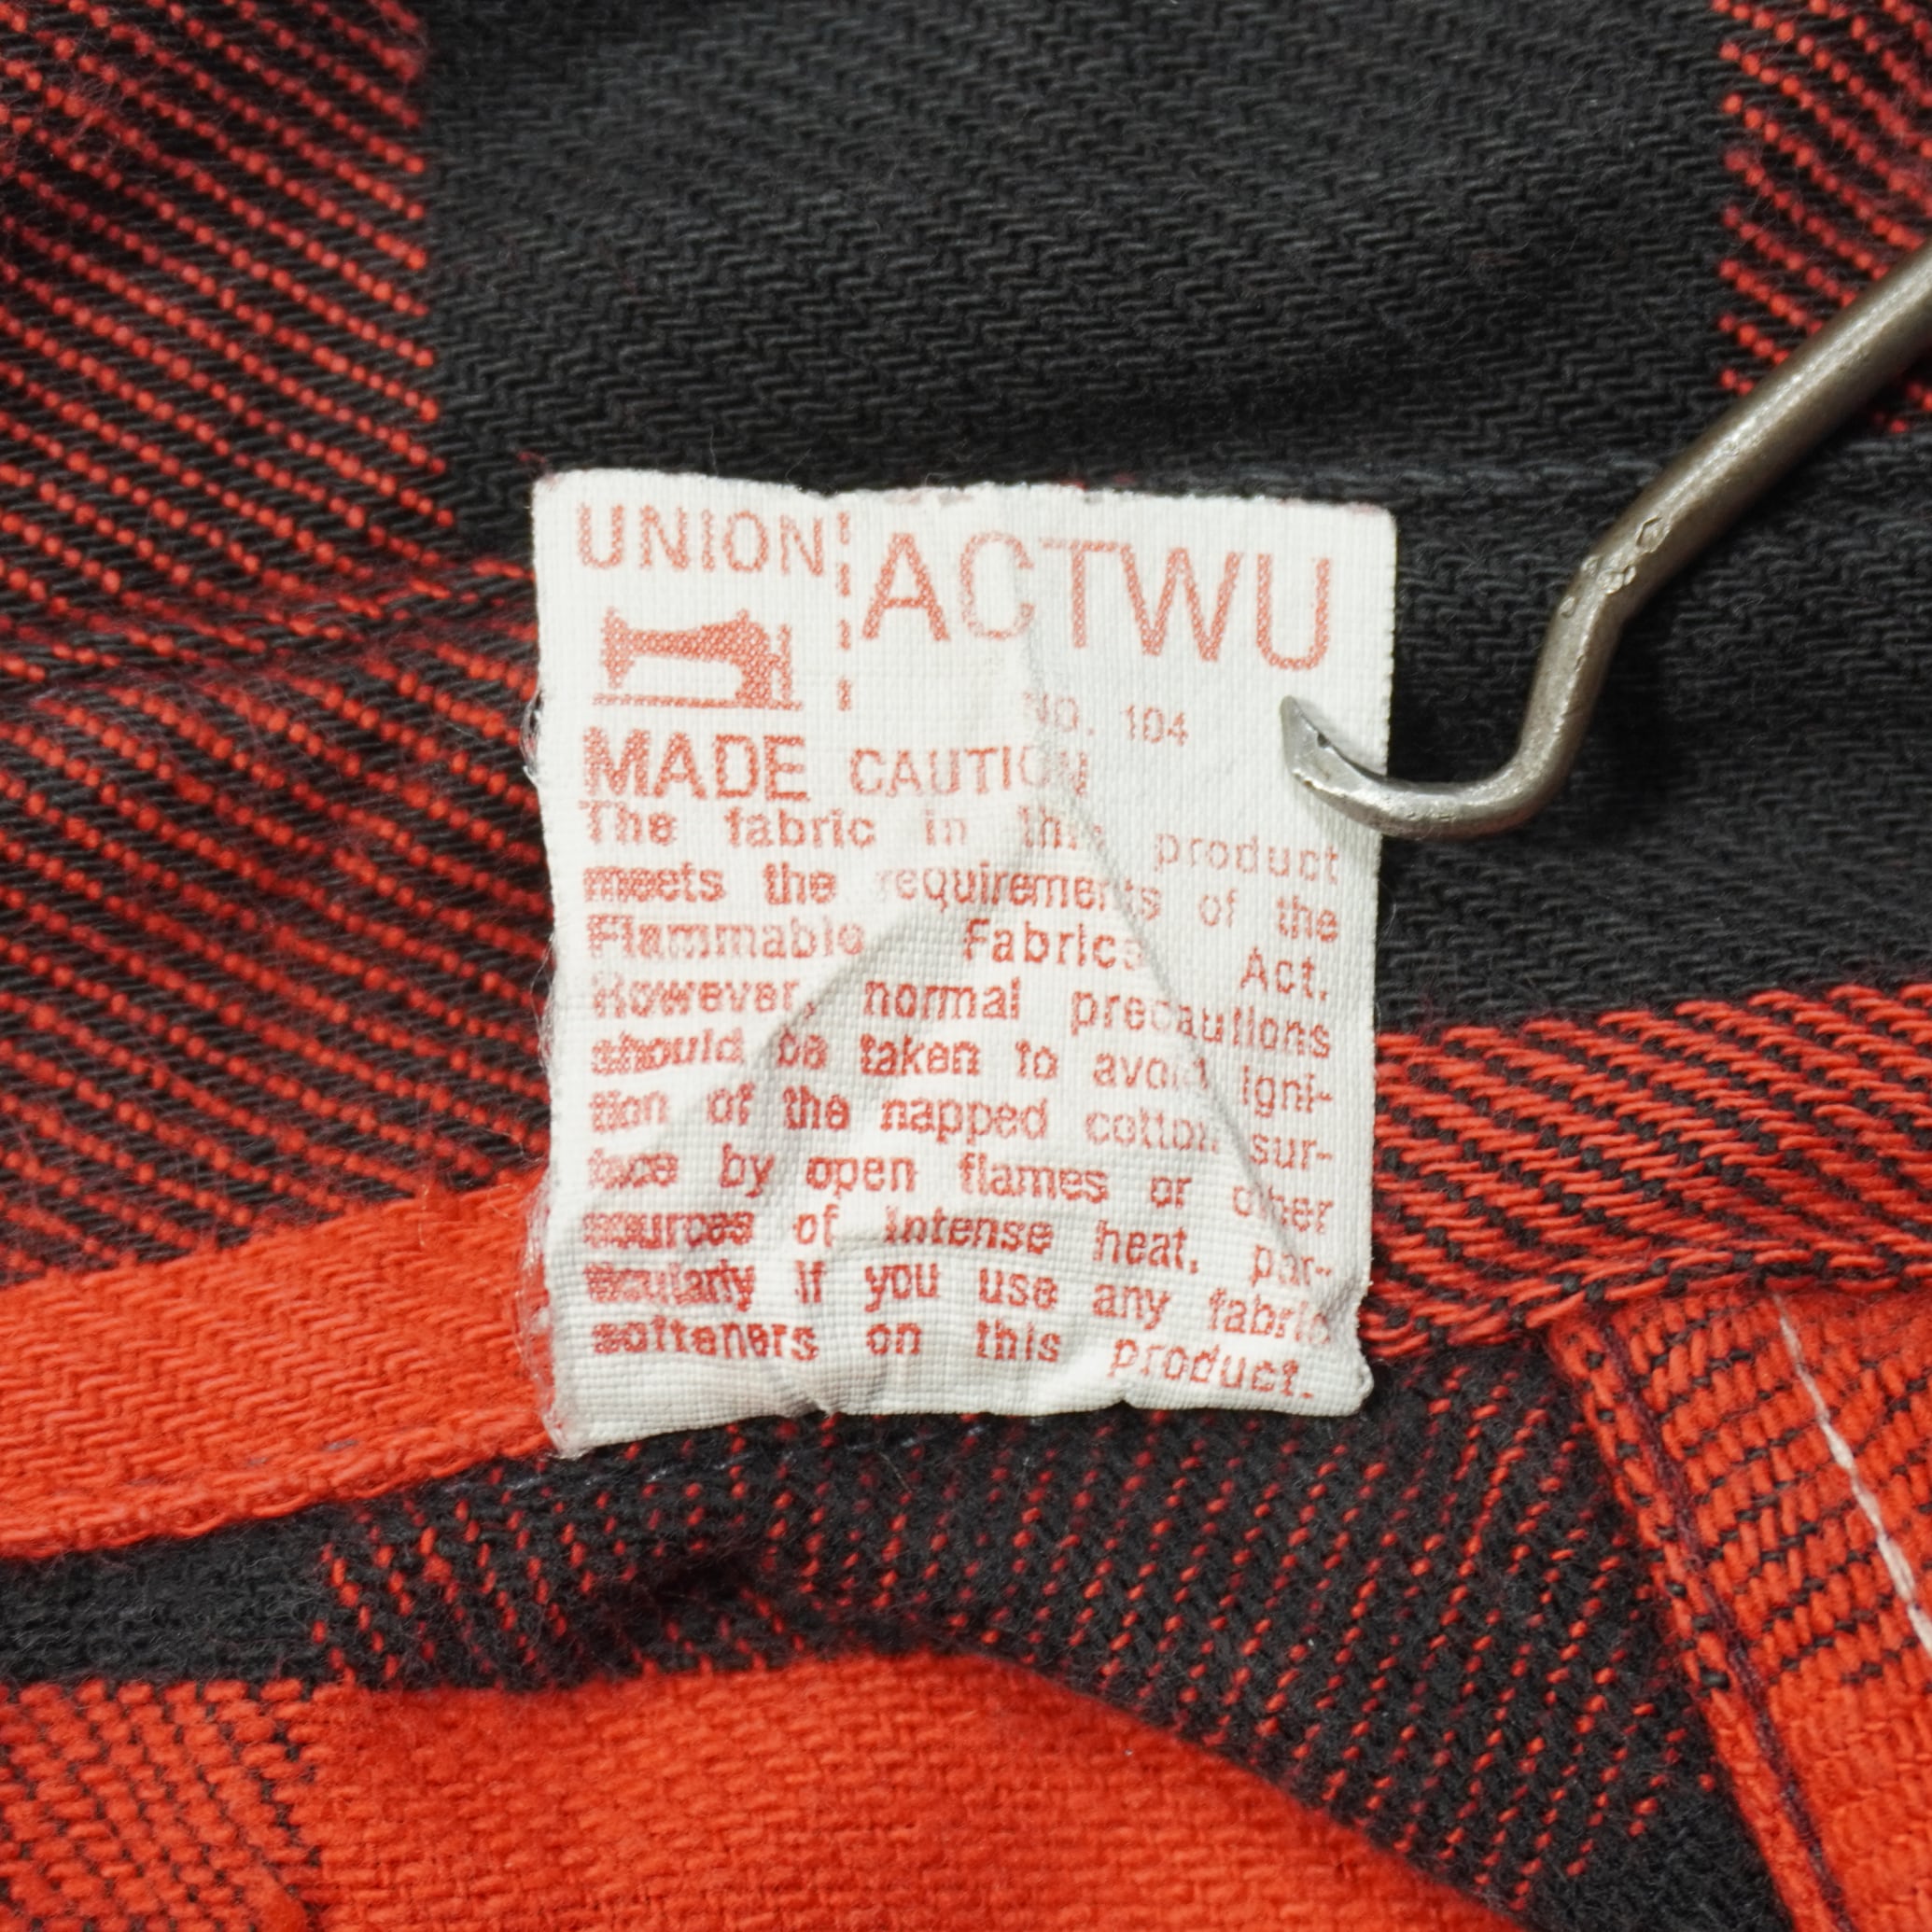 UNION ACTWU
NO. 104
MADE CAUTION
The fabric in this product
meets the requirements of the
Flammable Fabrics Act.
However, normal precautions
should be taken to avoid igni-
tion of the napped cotton sur-
face by open flames or other
sources of intense heat, par-
ticularly if you use any fabric
softeners on this product.